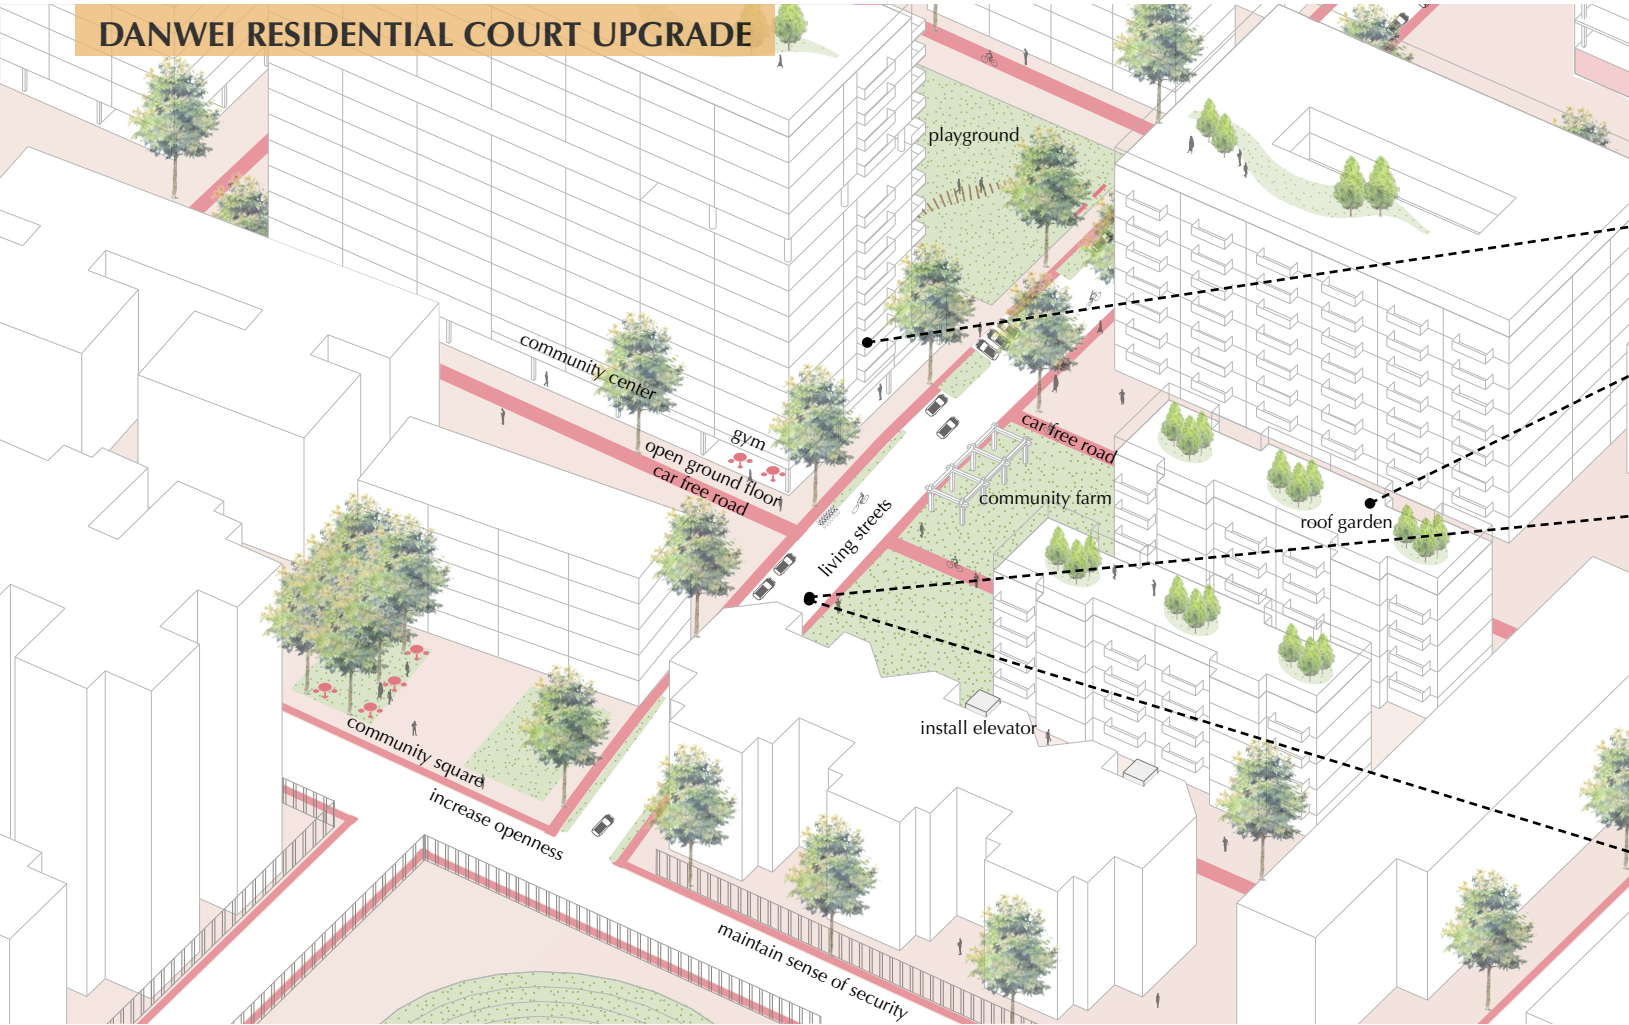 DANWEI RESIDENTIAL COURT UPGRADE
playground
community center
gym
open ground floor
car free road
car free road
community farm
living streets
roof garden
install elevator
community square
increase openness
maintain sense of security